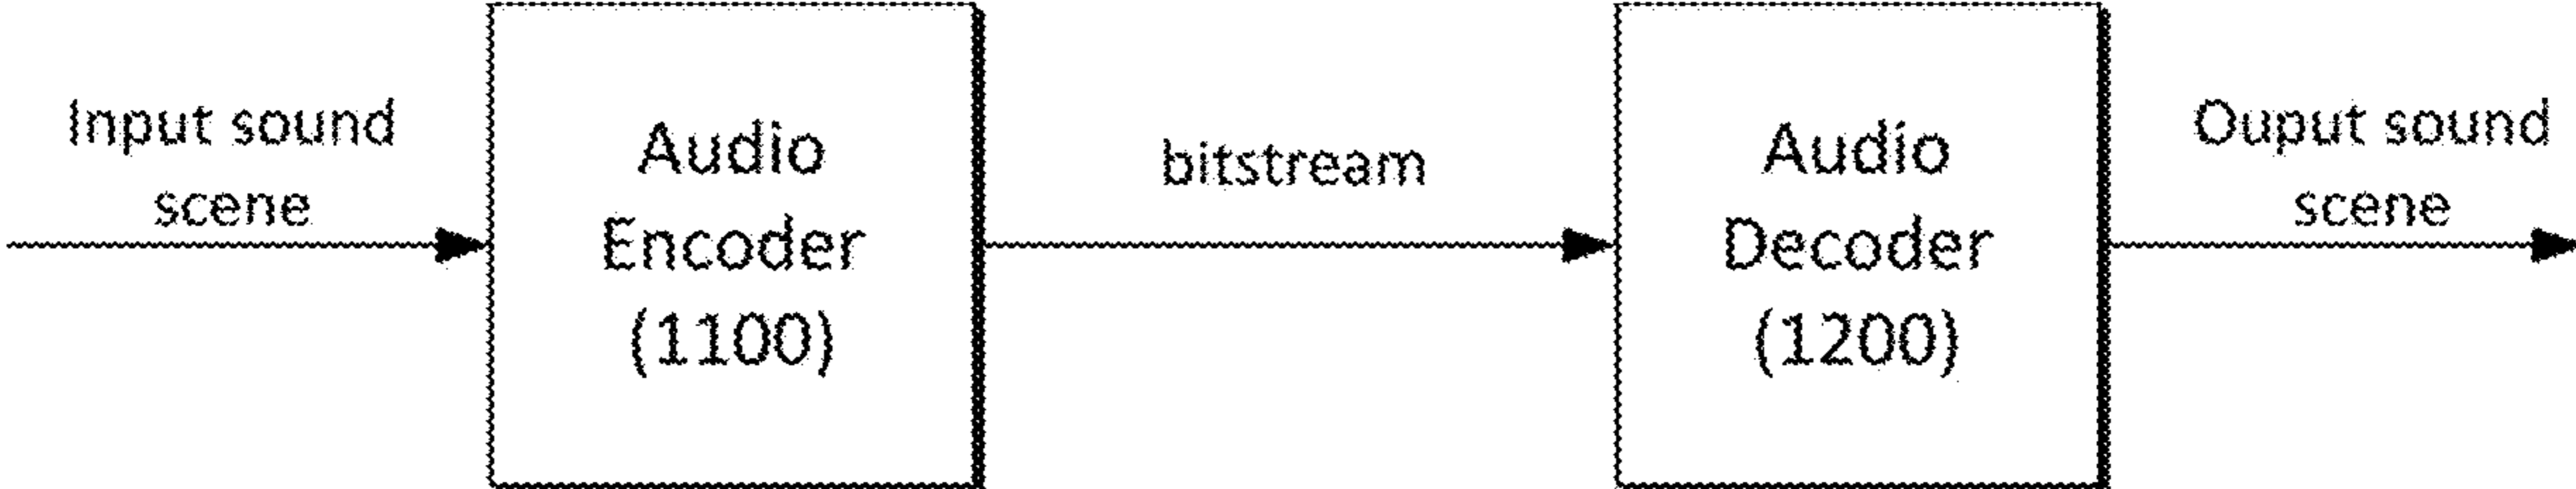 Input sound
scene
Audio
Encoder
(1100)
bitstream
Audio
Decoder
(1200)
Ouput sound
scene